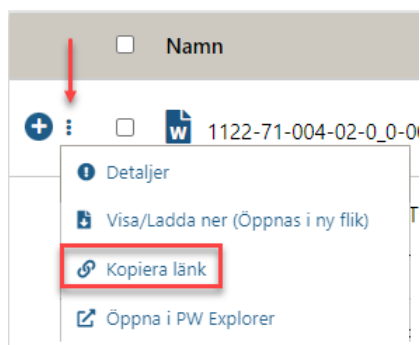 Namn
1122-71-004-02-0_0-0
Detaljer
Visa/Ladda ner (Öppnas i ny flik)
Kopiera länk
Öppna i PW Explorer